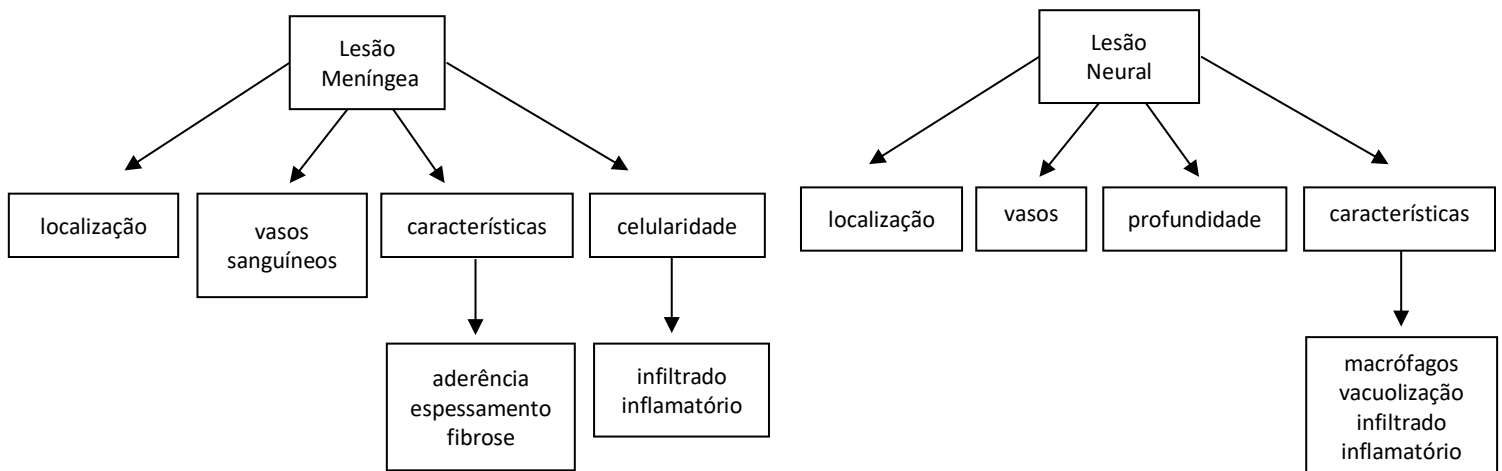 Lesão
Meníngea
localização
vasos
sanguíneos
características
celularidade
aderência
espessamento
fibrose
infiltrado
inflamatório
Lesão
Neural
localização
vasos
profundidade
características
macrófagos
vacuolização
infiltrado
inflamatório